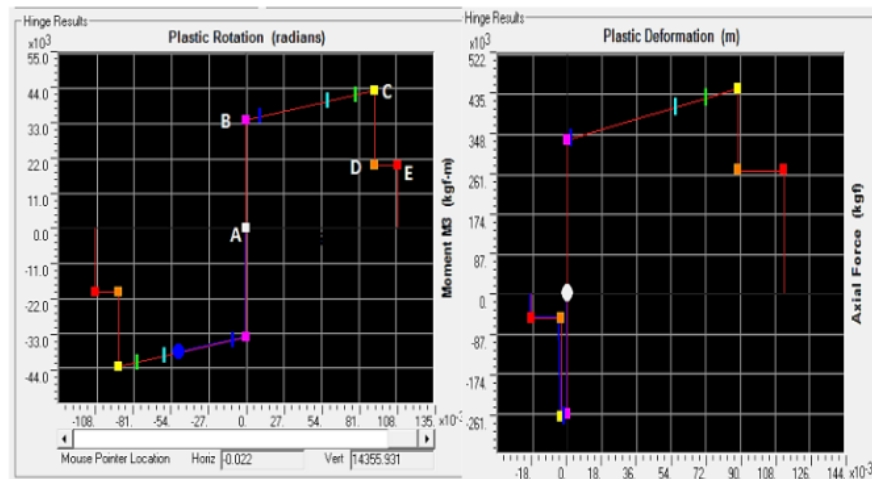 Hinge Results
Plastic Rotation (radians)
x10³
55.0
44.0
33.0
22.0
11.0
0.0
-11.0
-22.0
-33.0
-44.0
A
B
C
D
E
Moment M3 (kgf-m)
-108. -81. -54. -27. 0. 27. 54. 81. 108. 135. x10⁻³
Mouse Pointer Location Horiz -0.022 Vert 14355.931
Hinge Results
Plastic Deformation (m)
x10³
522.
435.
348.
261.
174.
87.
0.
-87.
-174.
-261.
Axial Force (kgf)
-18. 0. 18. 36. 54. 72. 90. 108. 126. 144. x10⁻³